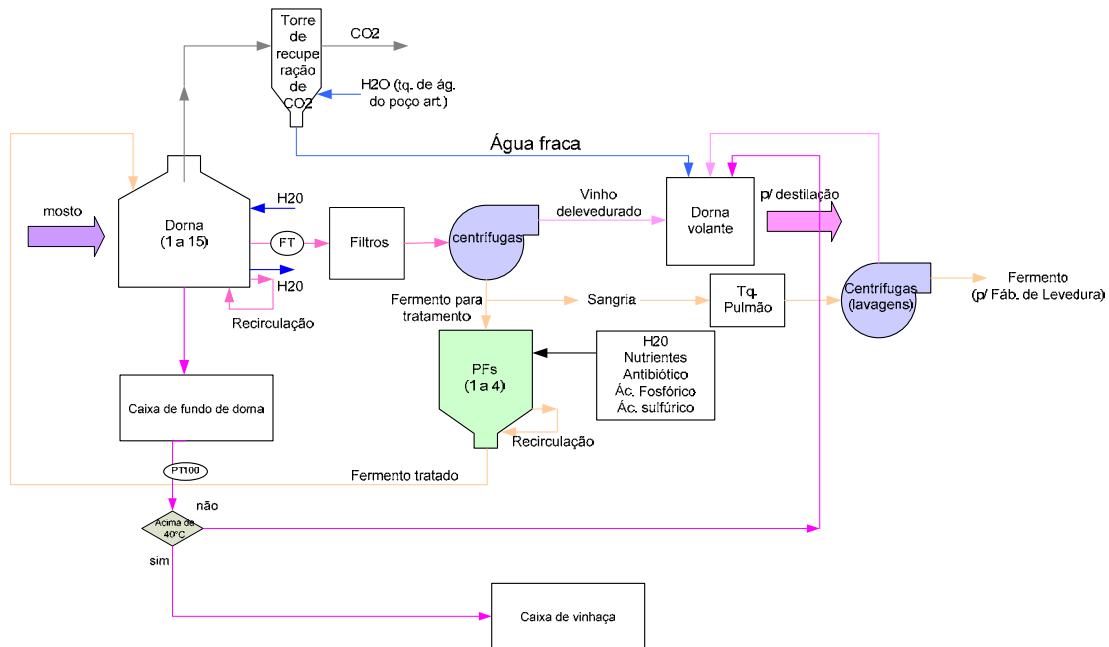 Torre
de
recupe
ração
de
CO2
CO2
H2O (tq. de ág.
do poço art.)
Água fraca
mosto
Dorna
(1 a 15)
H20
FT
H20
Recirculação
Filtros
centrífugas
Vinho
delevedurado
Dorna
volante
p/ destilação
Fermento para
tratamento
Sangria
Tq.
Pulmão
Centrífugas
(lavagens)
Fermento
(p/ Fáb. de Levedura)
PFs
(1 a 4)
H20
Nutrientes
Antibiótico
Ác. Fosfórico
Ác. sulfúrico
Recirculação
Caixa de fundo de dorna
PT100
Fermento tratado
não
Acima de
40°C
sim
Caixa de vinhaça